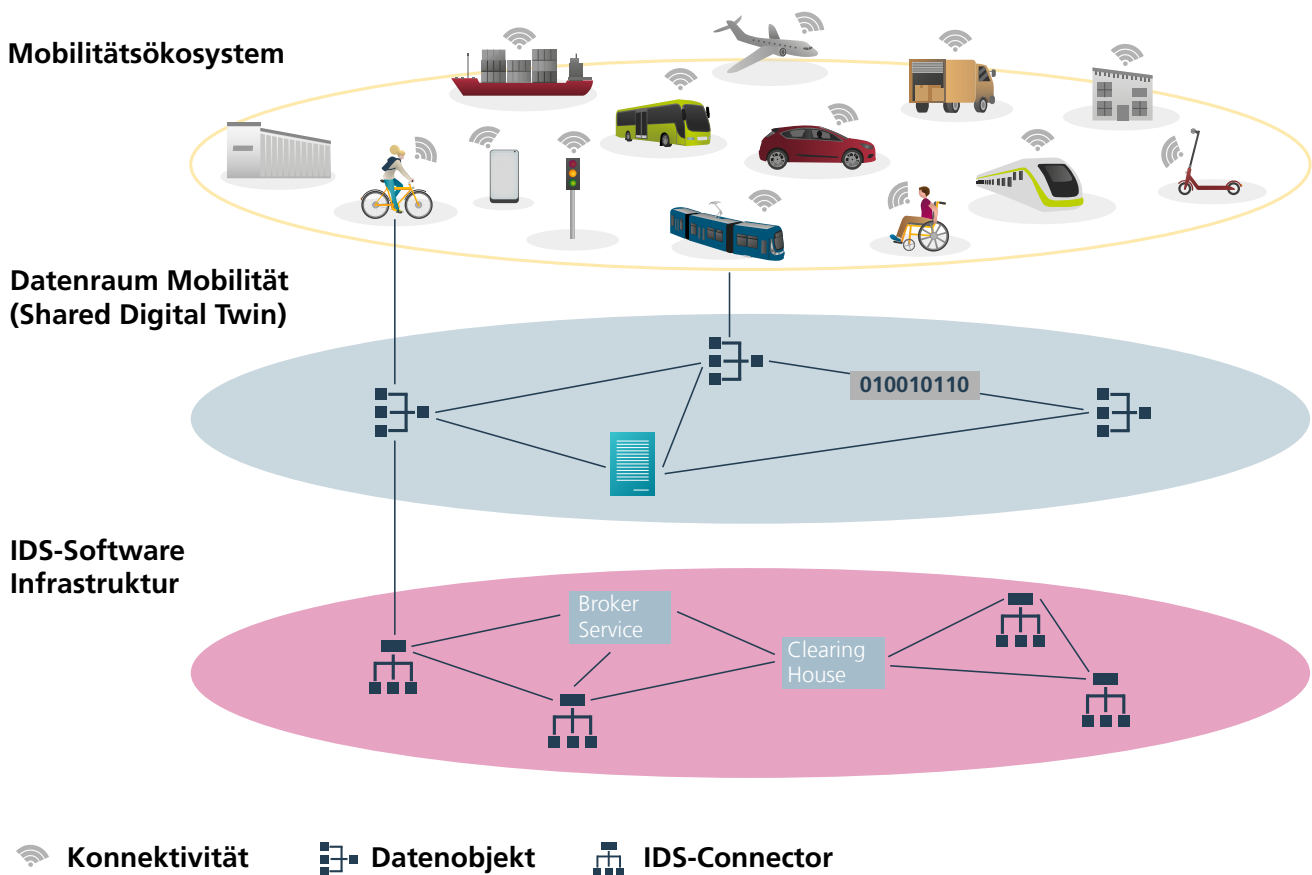 Mobilitätsökosystem
Datenraum Mobilität
(Shared Digital Twin)
010010110
IDS-Software
Infrastruktur
Broker
Service
Clearing
House
Konnektivität
Datenobjekt
IDS-Connector